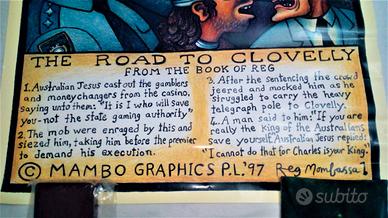 THE ROAD TO CLOVELLY
FROM THE BOOK OF REG
1. Australian Jesus cast out the gamblers
and moneychangers from the casino,
saying unto them: "It is I who will save
you - not the state gaming authority"
2. The mob were enraged by this and
siezed him, taking him before the premier
to demand his execution.
3. After the sentencing the crowd
jeered and mocked him as he
struggled to carry the heavy
telegraph pole to Clovelly.
4. A man said to him: "If you are
really the king of the Australians
save yourself." Australian Jesus replied:
"I cannot do that for Charles is your King."
© MAMBO GRAPHICS P.L. '97 Reg Mombassa
subito